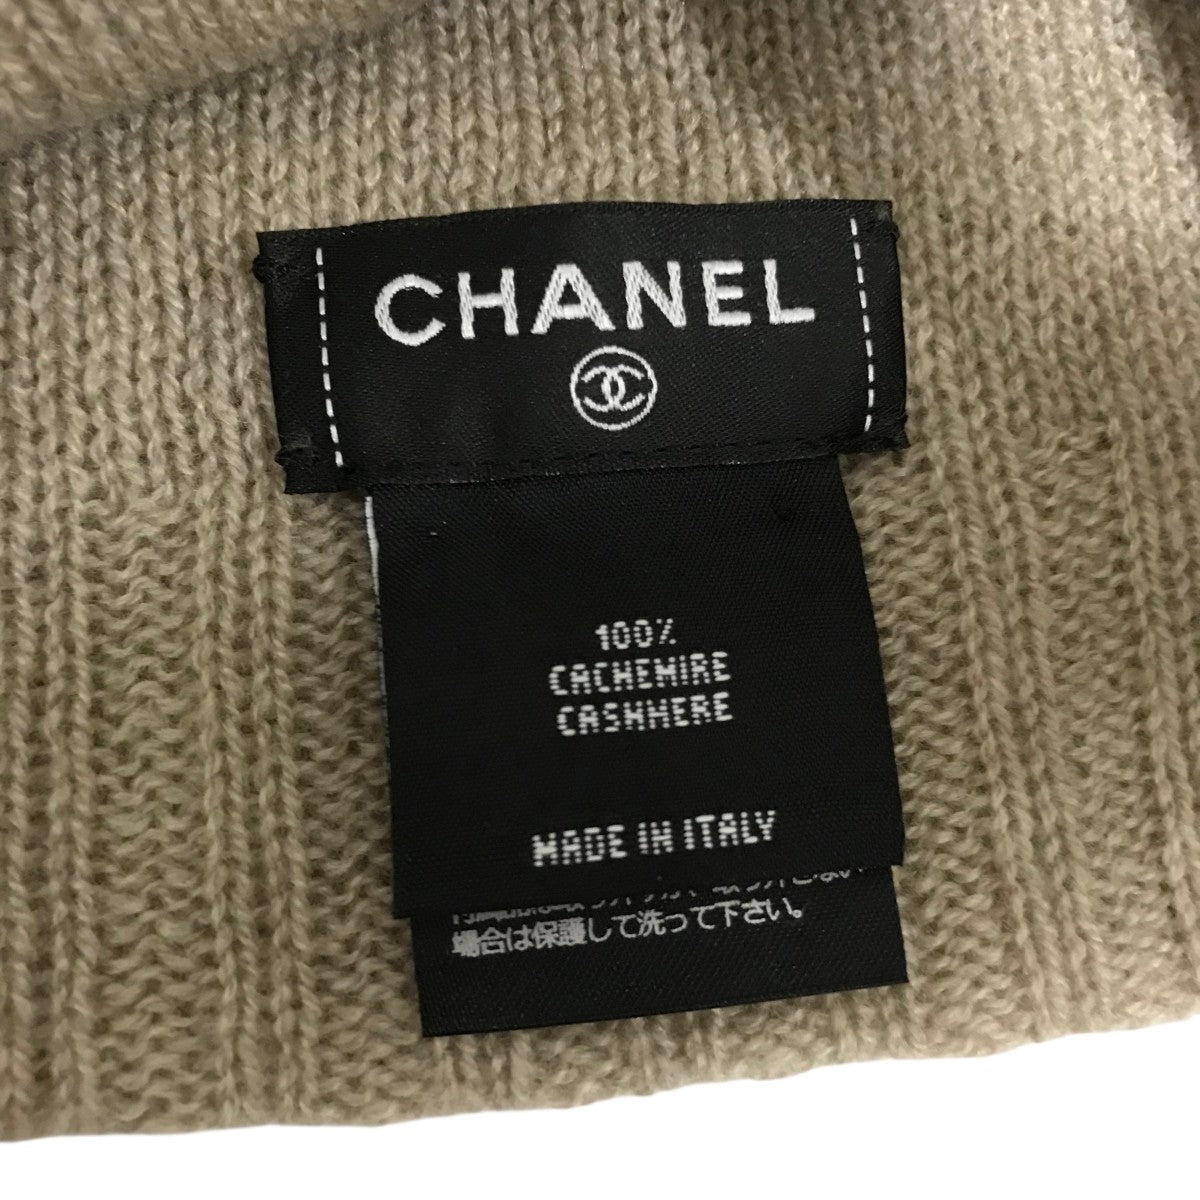 CHANEL
100%
CACHEMIRE
CASHMERE
MADE IN ITALY
場合は保護して洗って下さい。